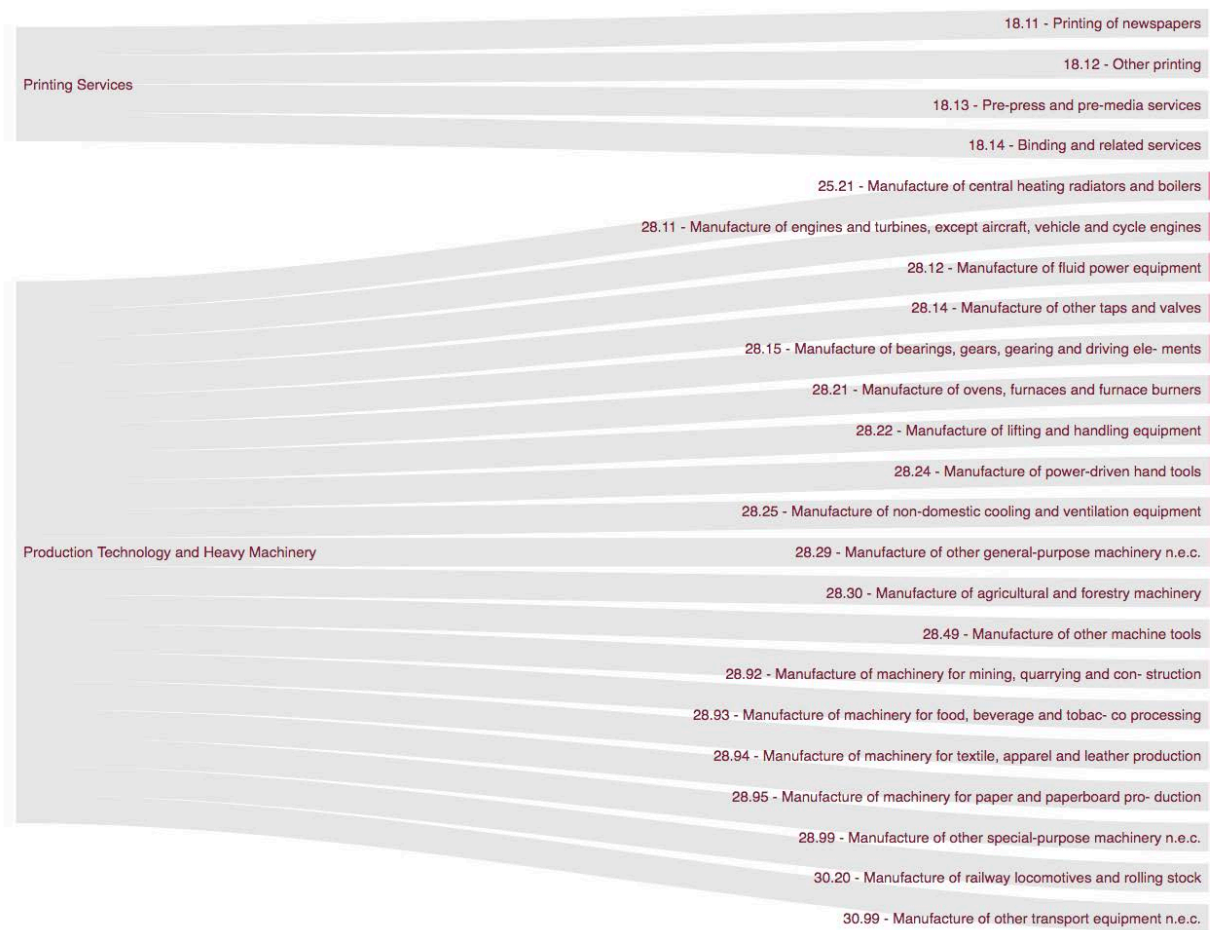 18.11 - Printing of newspapers
18.12 - Other printing
Printing Services
18.13 - Pre-press and pre-media services
18.14 - Binding and related services
25.21 - Manufacture of central heating radiators and boilers
28.11 - Manufacture of engines and turbines, except aircraft, vehicle and cycle engines
28.12 - Manufacture of fluid power equipment
28.14 - Manufacture of other taps and valves
28.15 - Manufacture of bearings, gears, gearing and driving ele- ments
28.21 - Manufacture of ovens, furnaces and furnace burners
28.22 - Manufacture of lifting and handling equipment
28.24 - Manufacture of power-driven hand tools
28.25 - Manufacture of non-domestic cooling and ventilation equipment
Production Technology and Heavy Machinery
28.29 - Manufacture of other general-purpose machinery n.e.c.
28.30 - Manufacture of agricultural and forestry machinery
28.49 - Manufacture of other machine tools
28.92 - Manufacture of machinery for mining, quarrying and con- struction
28.93 - Manufacture of machinery for food, beverage and tobac- co processing
28.94 - Manufacture of machinery for textile, apparel and leather production
28.95 - Manufacture of machinery for paper and paperboard pro- duction
28.99 - Manufacture of other special-purpose machinery n.e.c.
30.20 - Manufacture of railway locomotives and rolling stock
30.99 - Manufacture of other transport equipment n.e.c.